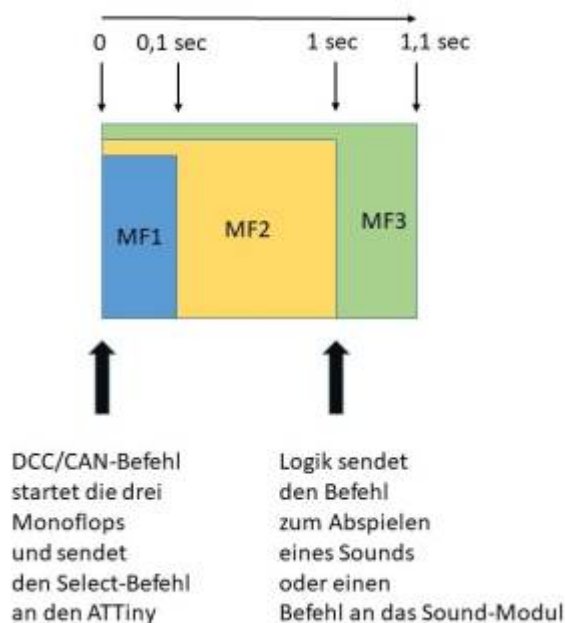 0 0,1 sec 1 sec 1,1 sec
MF1 MF2 MF3
DCC/CAN-Befehl
startet die drei
Monoflops
und sendet
den Select-Befehl
an den ATTiny
Logik sendet
den Befehl
zum Abspielen
eines Sounds
oder einen
Befehl an das Sound-Modul